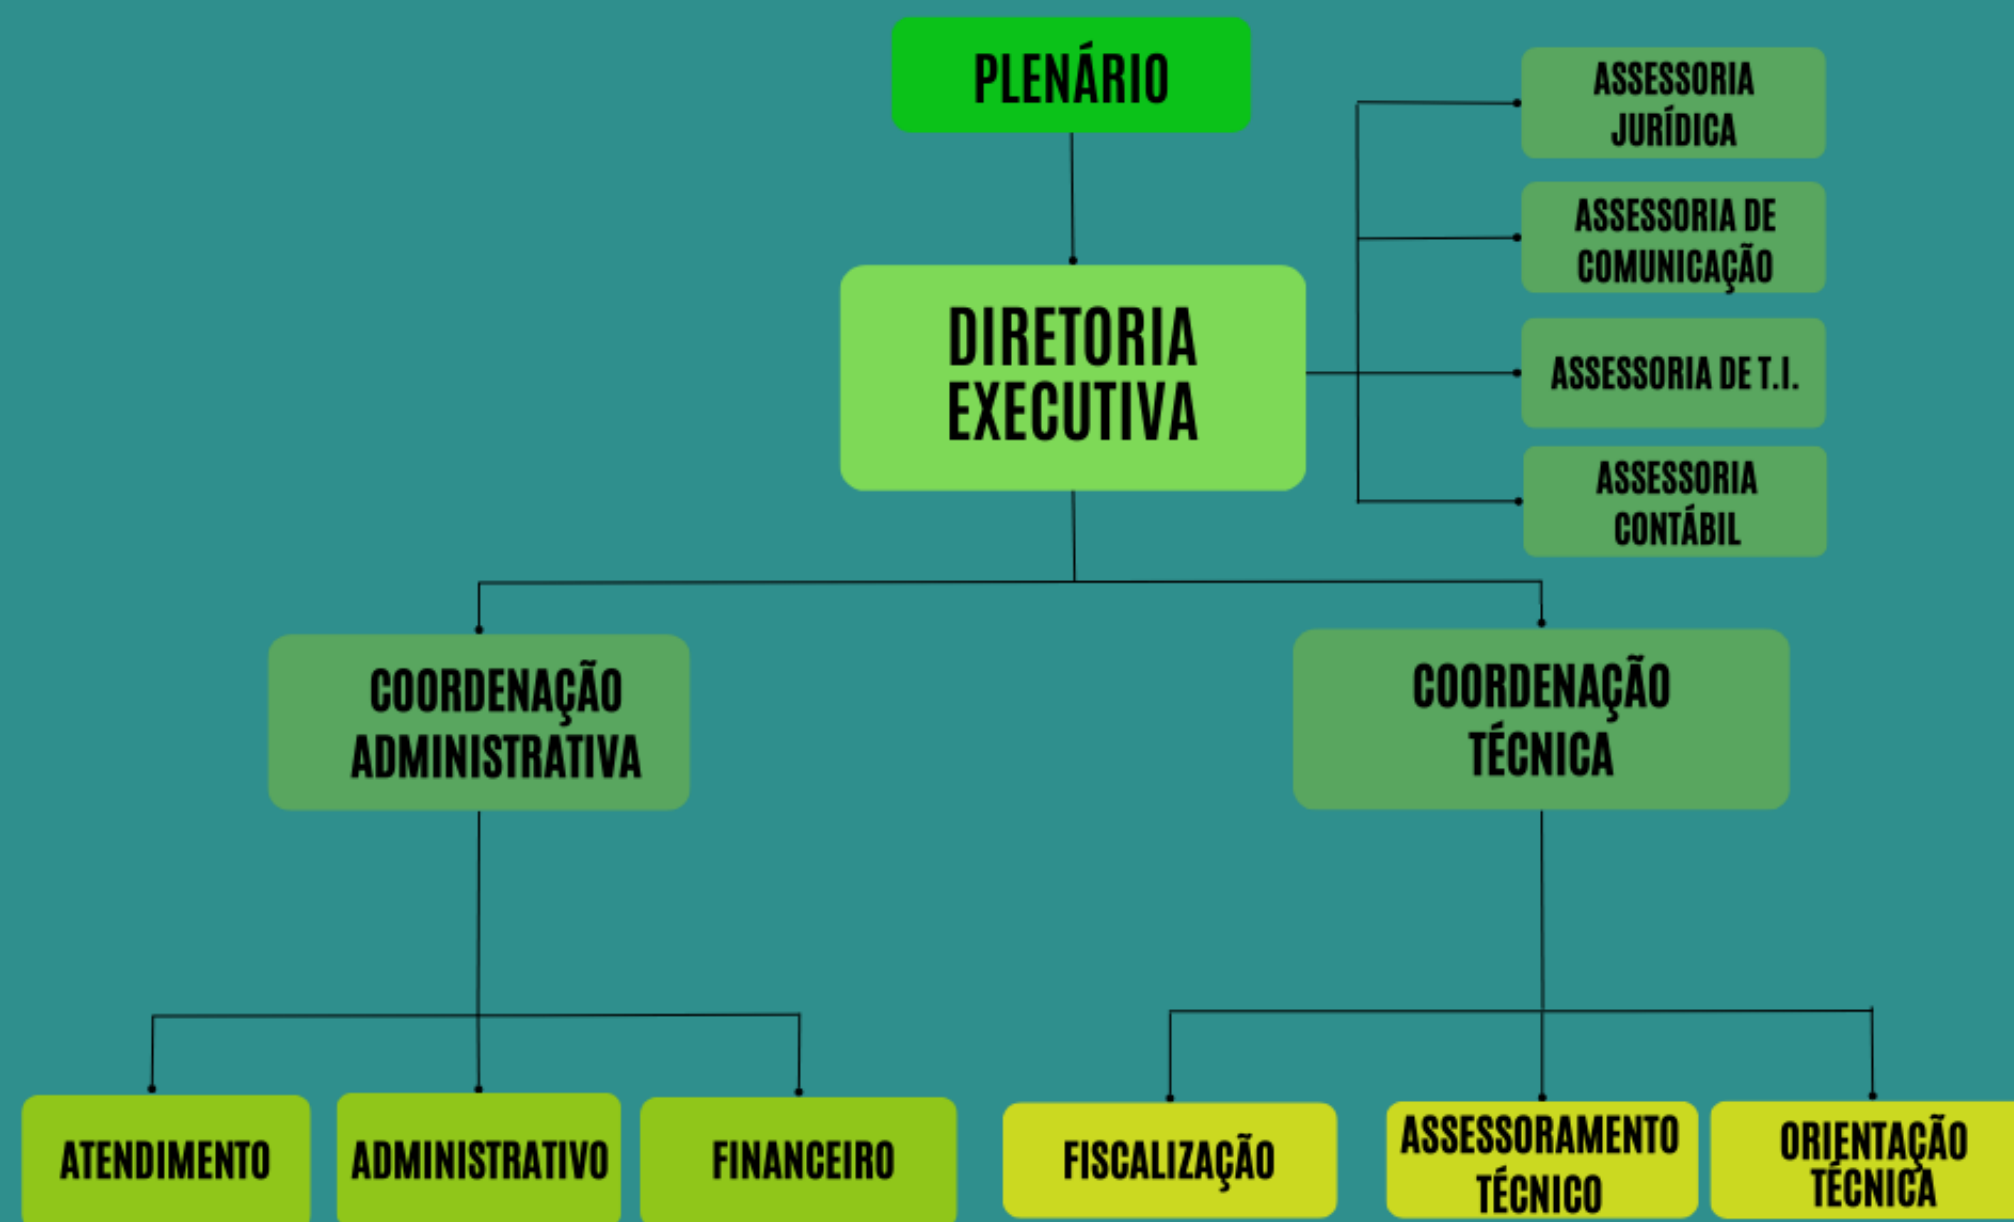 PLENÁRIO
ASSESSORIA
JURÍDICA
ASSESSORIA DE
COMUNICAÇÃO
DIRETORIA
EXECUTIVA
ASSESSORIA DE T.I.
ASSESSORIA
CONTÁBIL
COORDENAÇÃO
ADMINISTRATIVA
COORDENAÇÃO
TÉCNICA
ATENDIMENTO
ADMINISTRATIVO
FINANCEIRO
FISCALIZAÇÃO
ASSESSORAMENTO
TÉCNICO
ORIENTAÇÃO
TÉCNICA